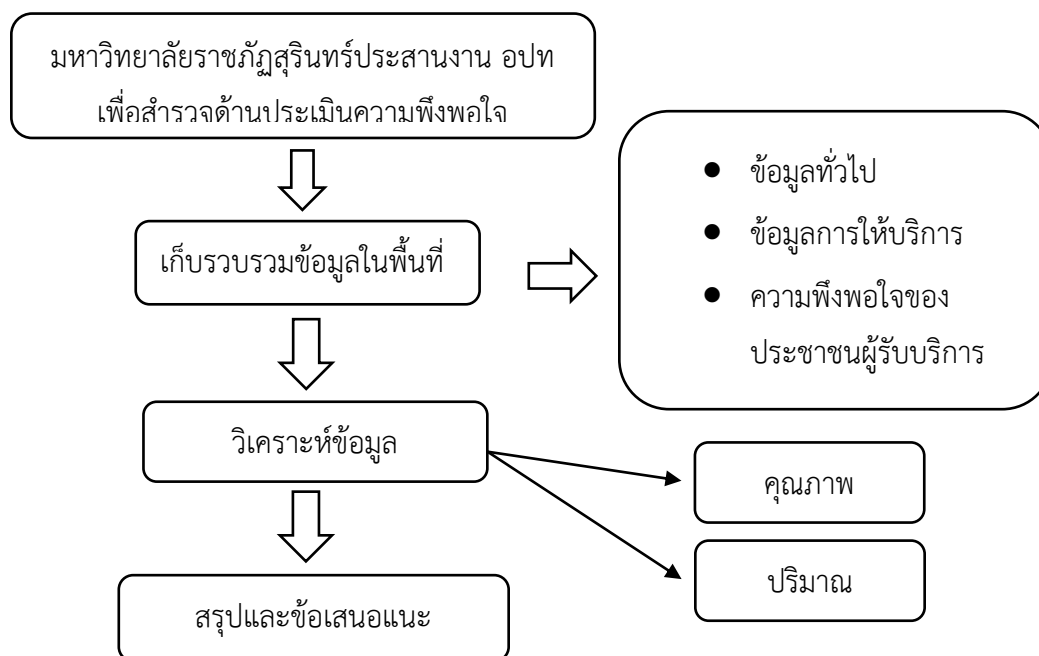 มหาวิทยาลัยราชภัฏสุรินทร์ประสานงาน อปท
เพื่อสำรวจด้านประเมินความพึงพอใจ
● ข้อมูลทั่วไป
● ข้อมูลการให้บริการ
● ความพึงพอใจของ
ประชาชนผู้รับบริการ
เก็บรวบรวมข้อมูลในพื้นที่
วิเคราะห์ข้อมูล
คุณภาพ
ปริมาณ
สรุปและข้อเสนอแนะ